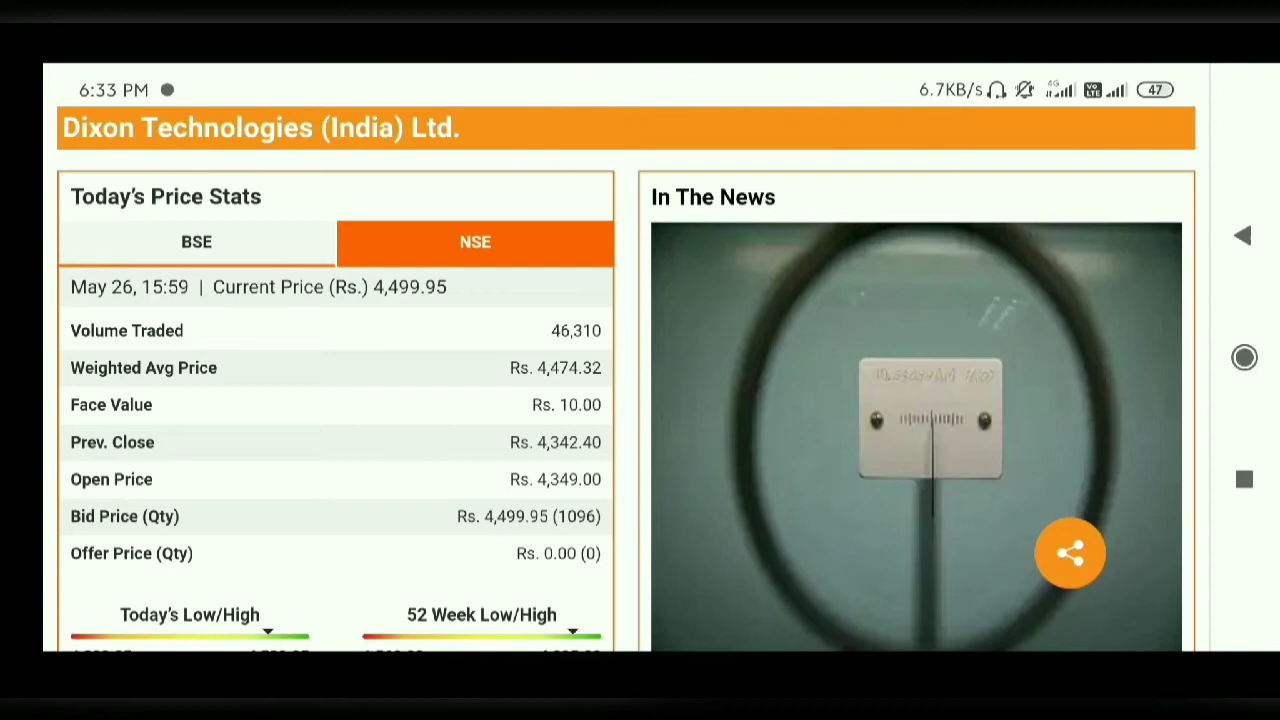 6:33 PM
6.7KB/s
4G
VO
LTE
47
Dixon Technologies (India) Ltd.
Today's Price Stats
BSE
NSE
May 26, 15:59 | Current Price (Rs.) 4,499.95
Volume Traded 46,310
Weighted Avg Price Rs. 4,474.32
Face Value Rs. 10.00
Prev. Close Rs. 4,342.40
Open Price Rs. 4,349.00
Bid Price (Qty) Rs. 4,499.95 (1096)
Offer Price (Qty) Rs. 0.00 (0)
Today's Low/High
52 Week Low/High
In The News